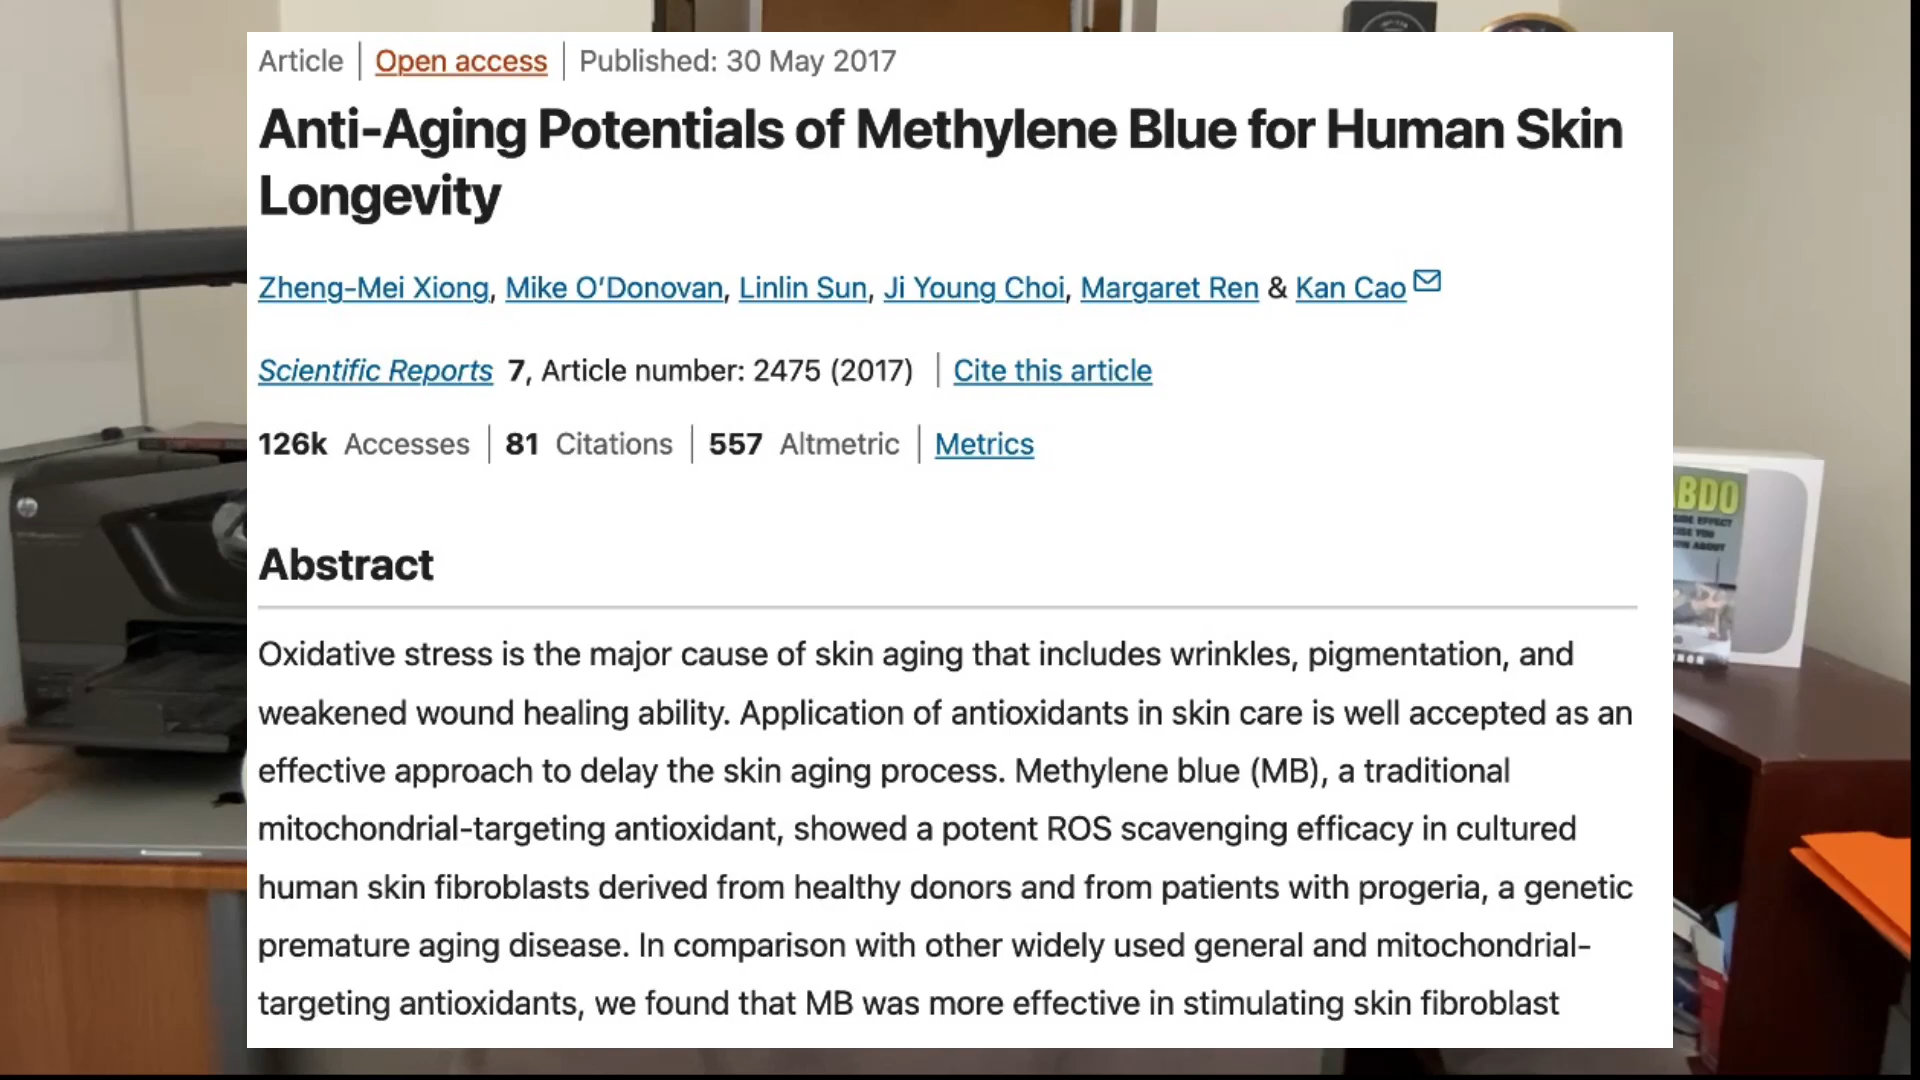 Article | Open access | Published: 30 May 2017
Anti-Aging Potentials of Methylene Blue for Human Skin
Longevity
Zheng-Mei Xiong, Mike O’Donovan, Linlin Sun, Ji Young Choi, Margaret Ren & Kan Cao
Scientific Reports 7, Article number: 2475 (2017) | Cite this article
126k Accesses | 81 Citations | 557 Altmetric | Metrics
Abstract
Oxidative stress is the major cause of skin aging that includes wrinkles, pigmentation, and
weakened wound healing ability. Application of antioxidants in skin care is well accepted as an
effective approach to delay the skin aging process. Methylene blue (MB), a traditional
mitochondrial-targeting antioxidant, showed a potent ROS scavenging efficacy in cultured
human skin fibroblasts derived from healthy donors and from patients with progeria, a genetic
premature aging disease. In comparison with other widely used general and mitochondrial-
targeting antioxidants, we found that MB was more effective in stimulating skin fibroblast
hp
ABDO
SIDE EFFECT